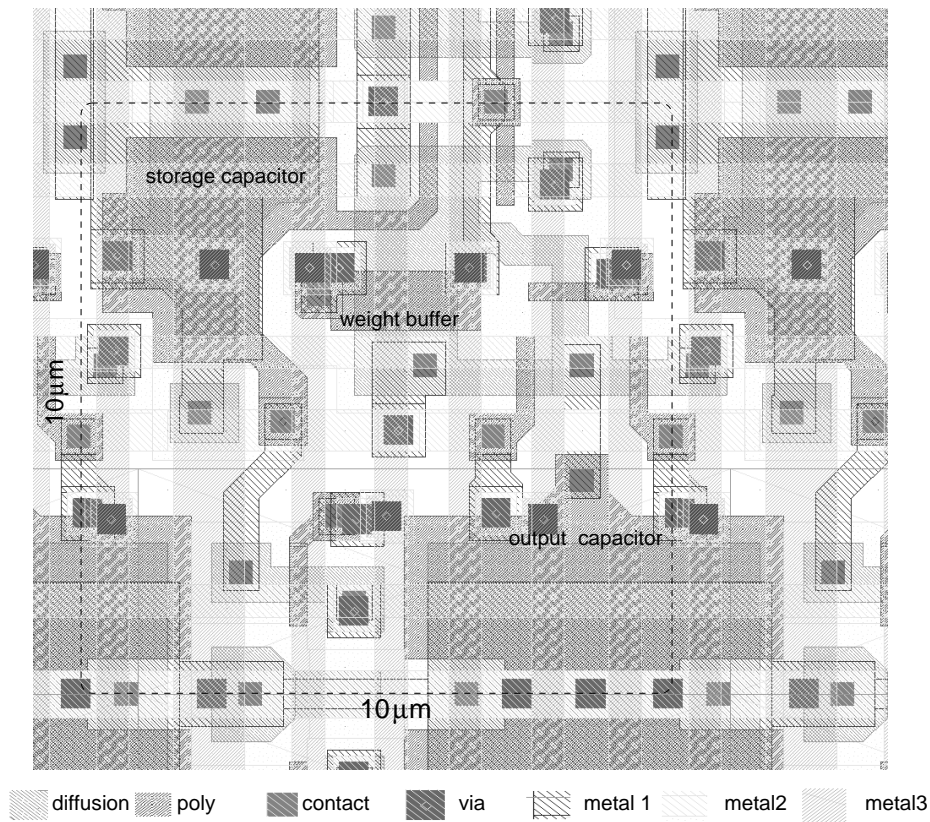 storage capacitor
weight buffer
10μm
output capacitor
10μm
diffusion poly contact via metal 1 metal2 metal3